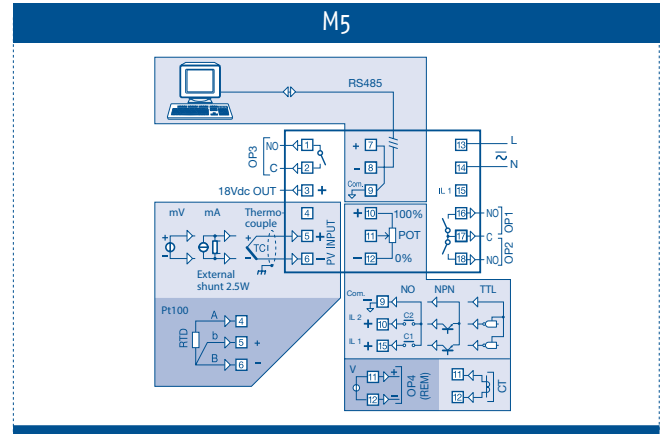 M5
RS485
OP3
NO
1
C
2
18Vdc OUT
3 +
4
PV INPUT
5 +
6 −
+ 7
− 8
Com. 9
13 L
14 N
IL 1 15
16 NO OP1
17 C
18 NO OP2
+ 10 100%
11 POT
− 12 0%
mV mA Thermo-
couple
+ + +
TC
− − −
External
shunt 2.5W
Pt100
RTD
A 4
b 5 +
B 6 −
NO NPN TTL
Com. − 9
IL 2 + 10 C2
IL 1 + 15 C1
V
11 +
12 −
OP4
(REM)
11
12
CT